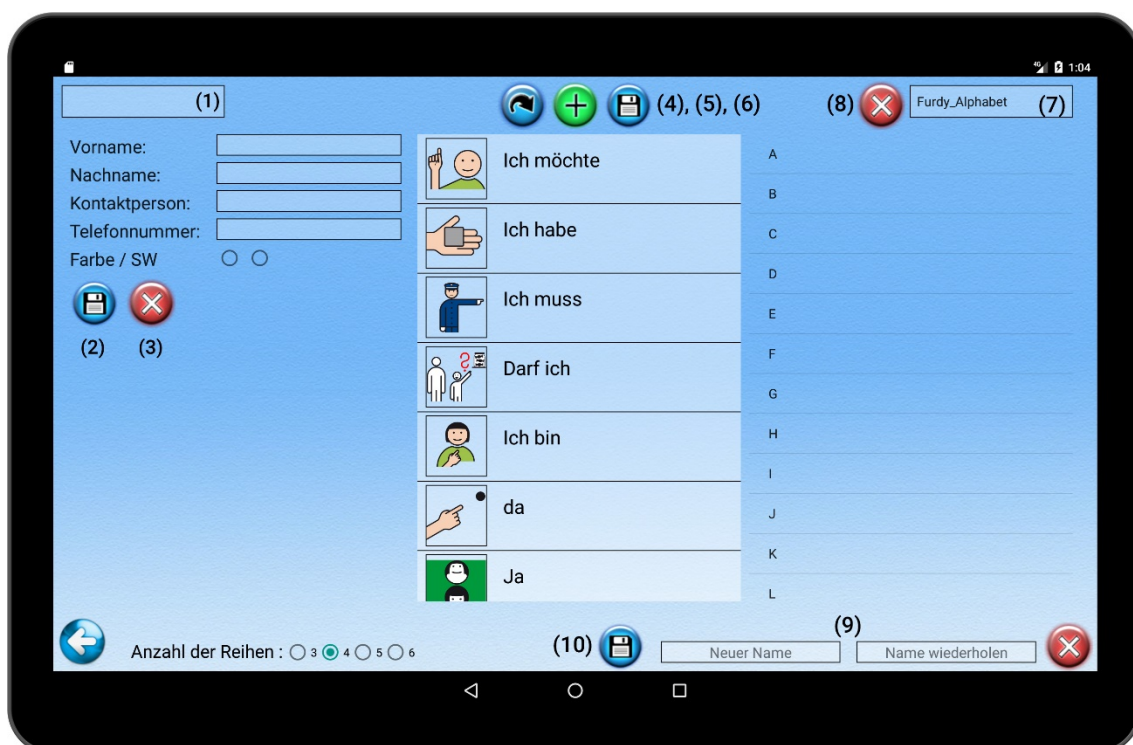 4G 1:04
(1)
(4), (5), (6)
(8)
Furdy_Alphabet
(7)
Vorname:
Nachname:
Kontaktperson:
Telefonnummer:
Farbe / SW
(2) (3)
Ich möchte
Ich habe
Ich muss
Darf ich
Ich bin
da
Ja
A
B
C
D
E
F
G
H
I
J
K
L
Anzahl der Reihen : 3 4 5 6
(10)
(9)
Neuer Name
Name wiederholen